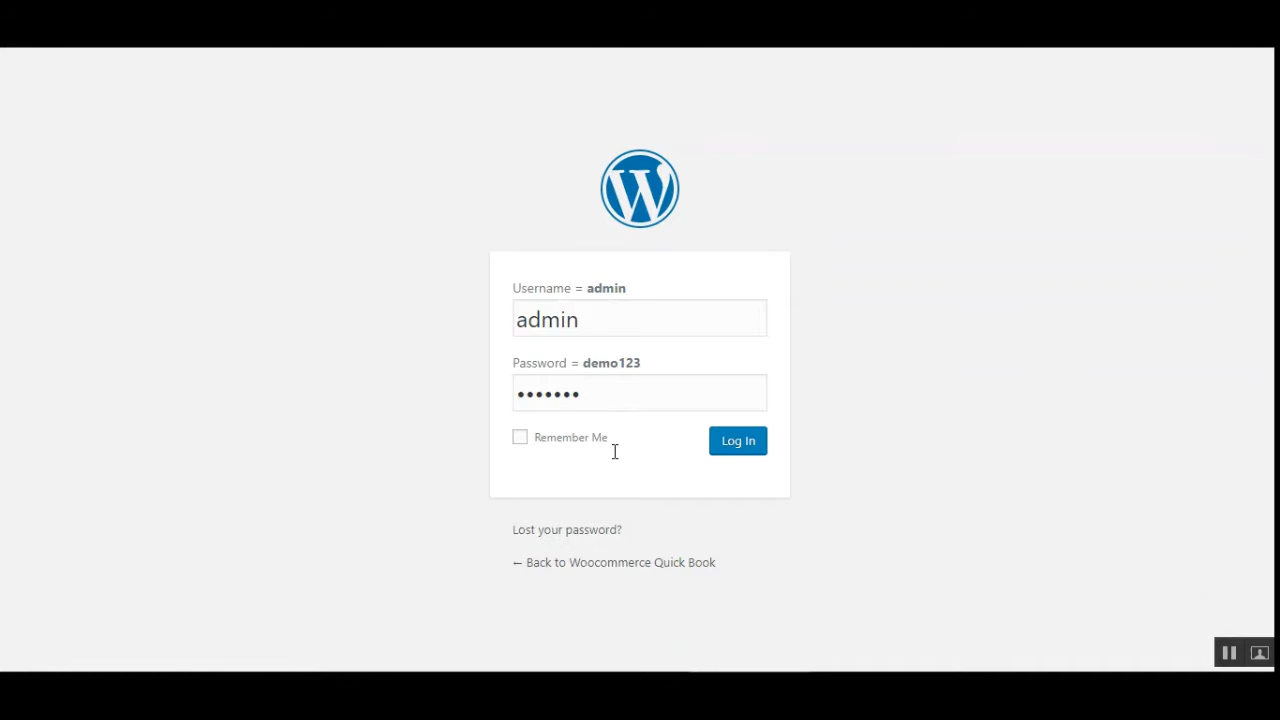 Username = admin
admin
Password = demo123
•••••••
Remember Me
Log In
Lost your password?
← Back to Woocommerce Quick Book